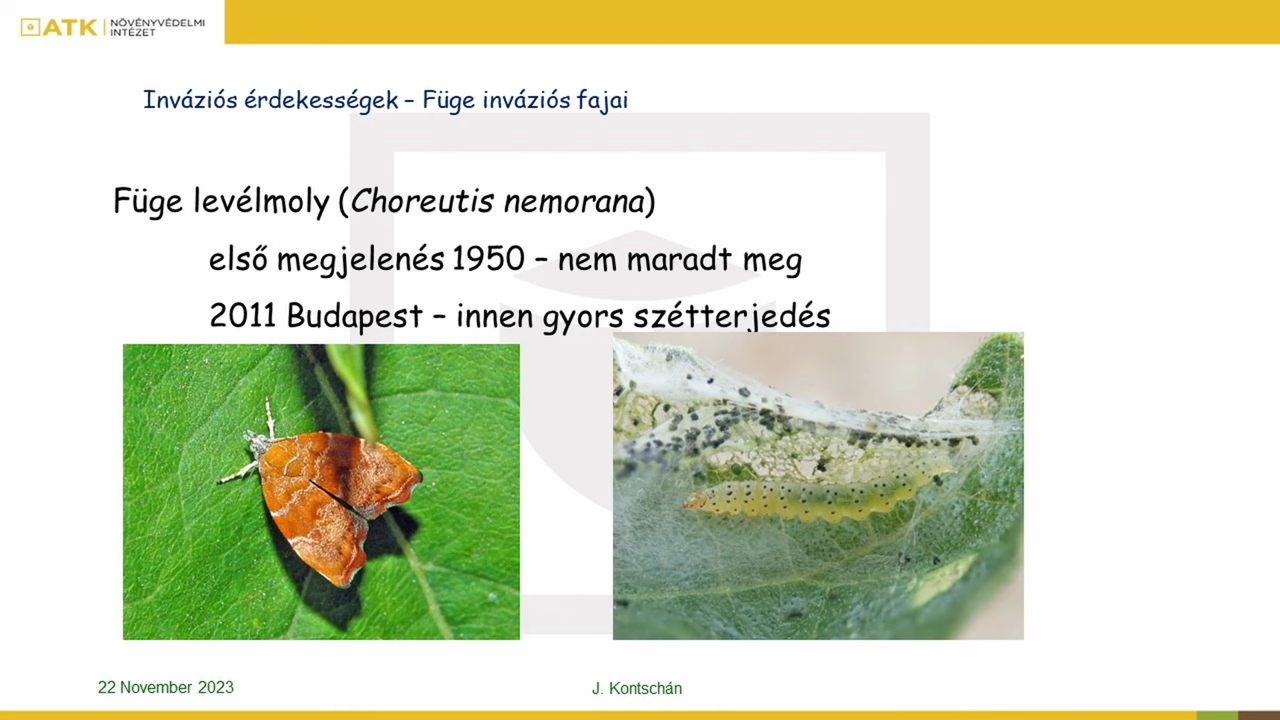 ATK NÖVÉNYVÉDELMI
INTÉZET
Inváziós érdekességek – Füge inváziós fajai
Füge levélmoly (Choreutis nemorana)
első megjelenés 1950 – nem maradt meg
2011 Budapest – innen gyors szétterjedés
22 November 2023
J. Kontschán